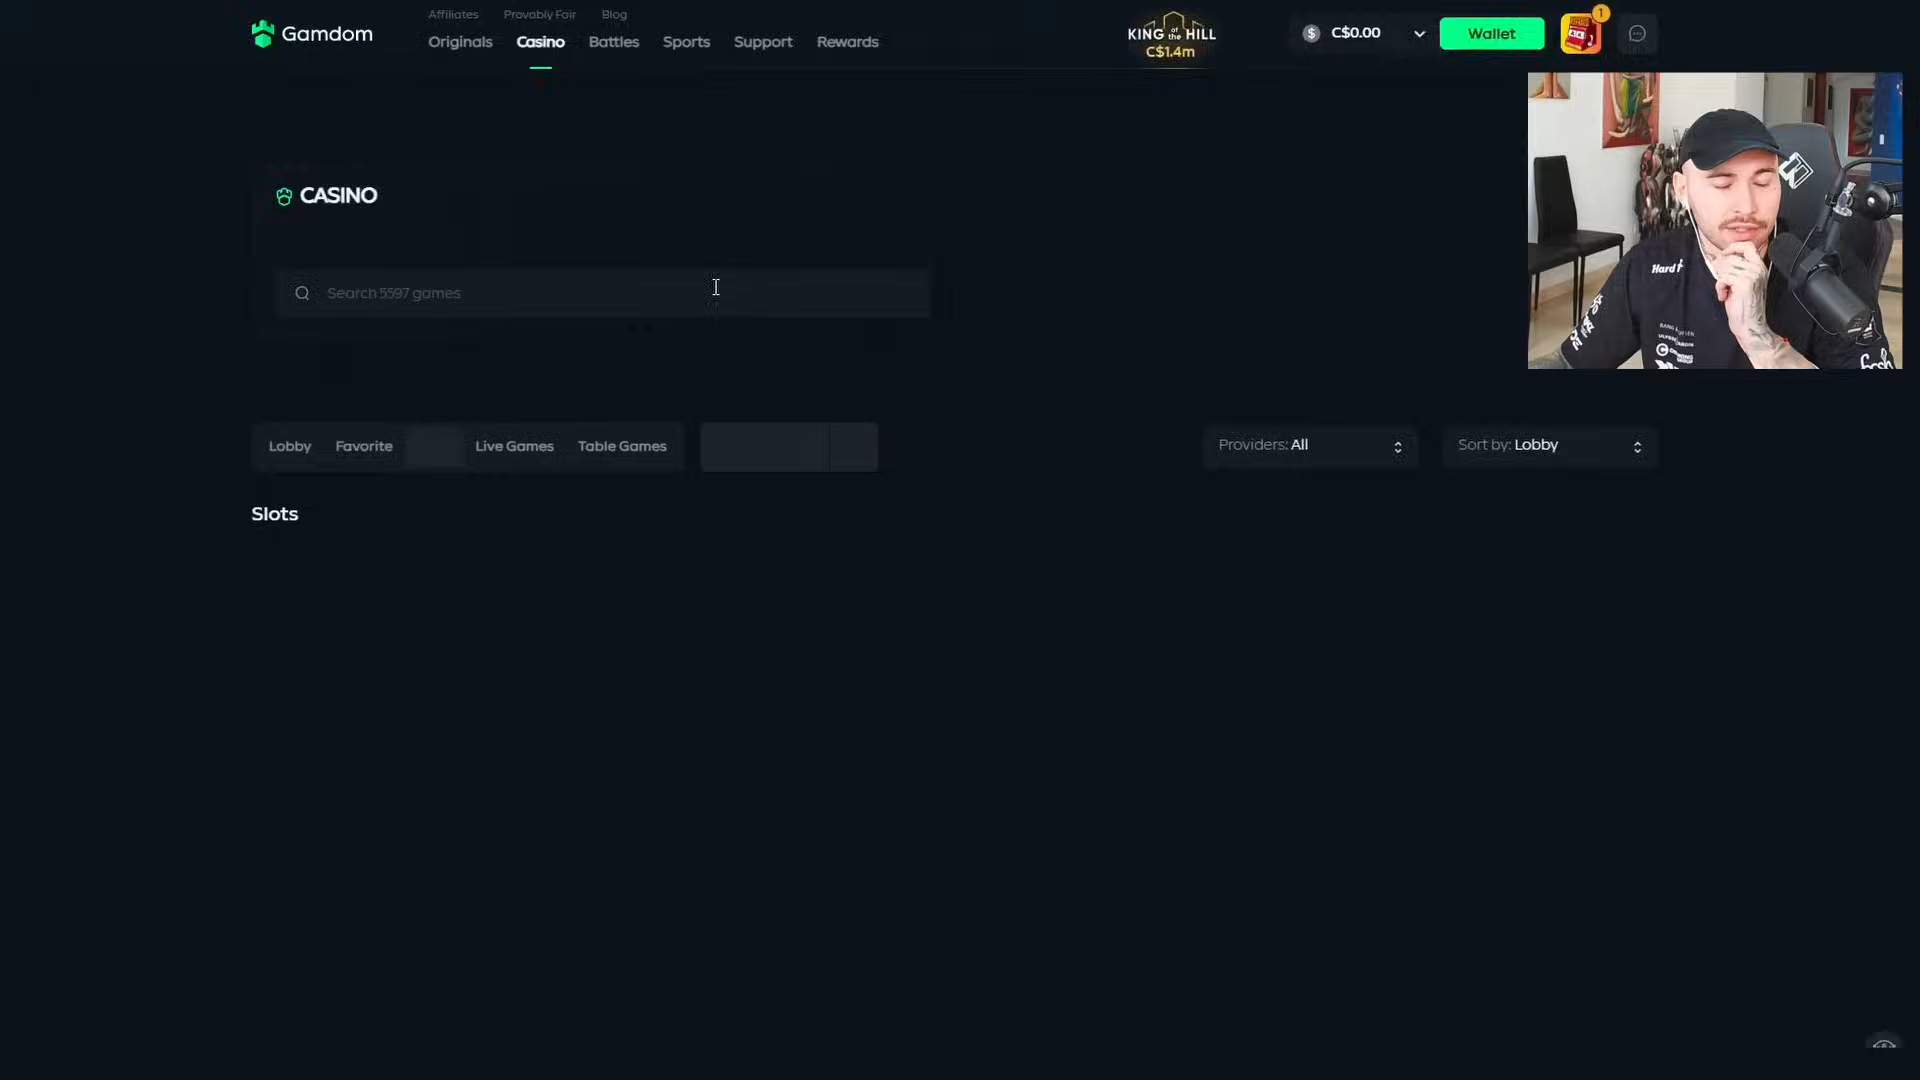 Affiliates Provably Fair Blog
Gamdom
Originals Casino Battles Sports Support Rewards
KING of the HILL
C$1.4m
$ C$0.00
Wallet
1
CASINO
Search 5597 games
Hard
Lobby Favorite Live Games Table Games
Providers: All
Sort by: Lobby
Slots